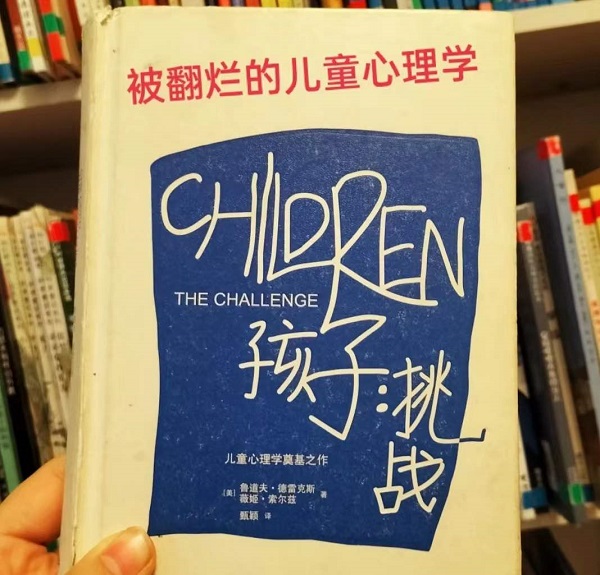 被翻烂的儿童心理学
CHILDREN
THE CHALLENGE
孩子:挑战
儿童心理学奠基之作
[美] 鲁道夫·德雷克斯
薇姬·索尔兹 著
甄颖 译